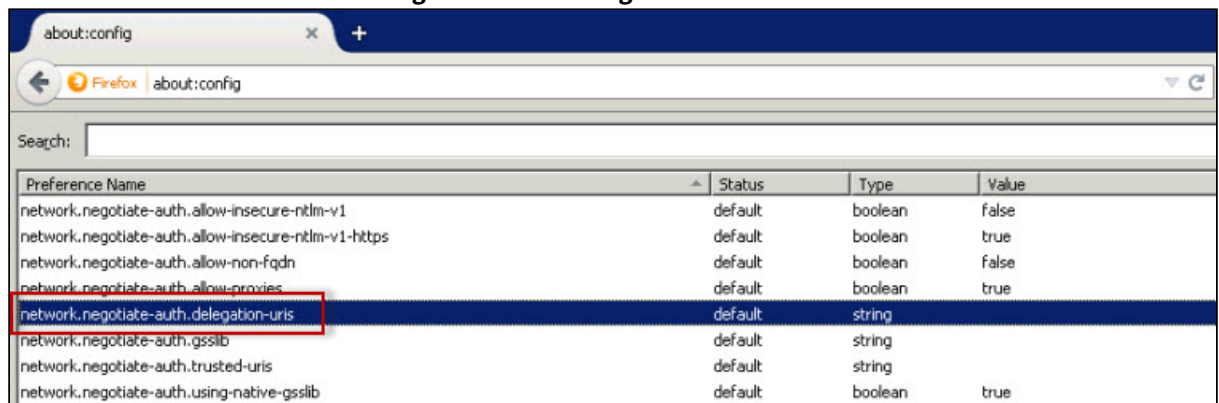 about:config × +
Firefox about:config
Search:
Preference Name Status Type Value
network.negotiate-auth.allow-insecure-ntlm-v1 default boolean false
network.negotiate-auth.allow-insecure-ntlm-v1-https default boolean true
network.negotiate-auth.allow-non-fqdn default boolean false
network.negotiate-auth.allow-proxies default boolean true
network.negotiate-auth.delegation-uris default string
network.negotiate-auth.gsslib default string
network.negotiate-auth.trusted-uris default string
network.negotiate-auth.using-native-gsslib default boolean true